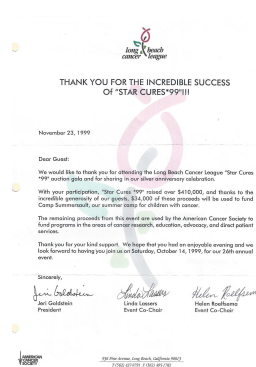 long beach
cancer league
THANK YOU FOR THE INCREDIBLE SUCCESS
Of "STAR CURES*99"!!!
November 23, 1999
Dear Guest:
We would like to thank you for attending the Long Beach Cancer League "Star Cures
*99" auction gala and for sharing in our silver anniversary celebration.
With your participation, "Star Cures *99" raised over $410,000, and thanks to the
incredible generosity of our guests, $34,000 of these proceeds will be used to fund
Camp Summersault, our summer camp for children with cancer.
The remaining proceeds from this event are used by the American Cancer Society to
fund programs in the areas of cancer research, education, advocacy, and direct patient
services.
Thank you for your kind support. We hope that you had an enjoyable evening and we
look forward to having you join us on Saturday, October 14, 1999, for our 26th annual
event.
Sincerely,
Jeri Goldstein Linda Lassers Helen Roelfsema
Jeri Goldstein Linda Lassers Helen Roelfsema
President Event Co-Chair Event Co-Chair
AMERICAN
CANCER
SOCIETY
936 Pine Avenue, Long Beach, California 90813